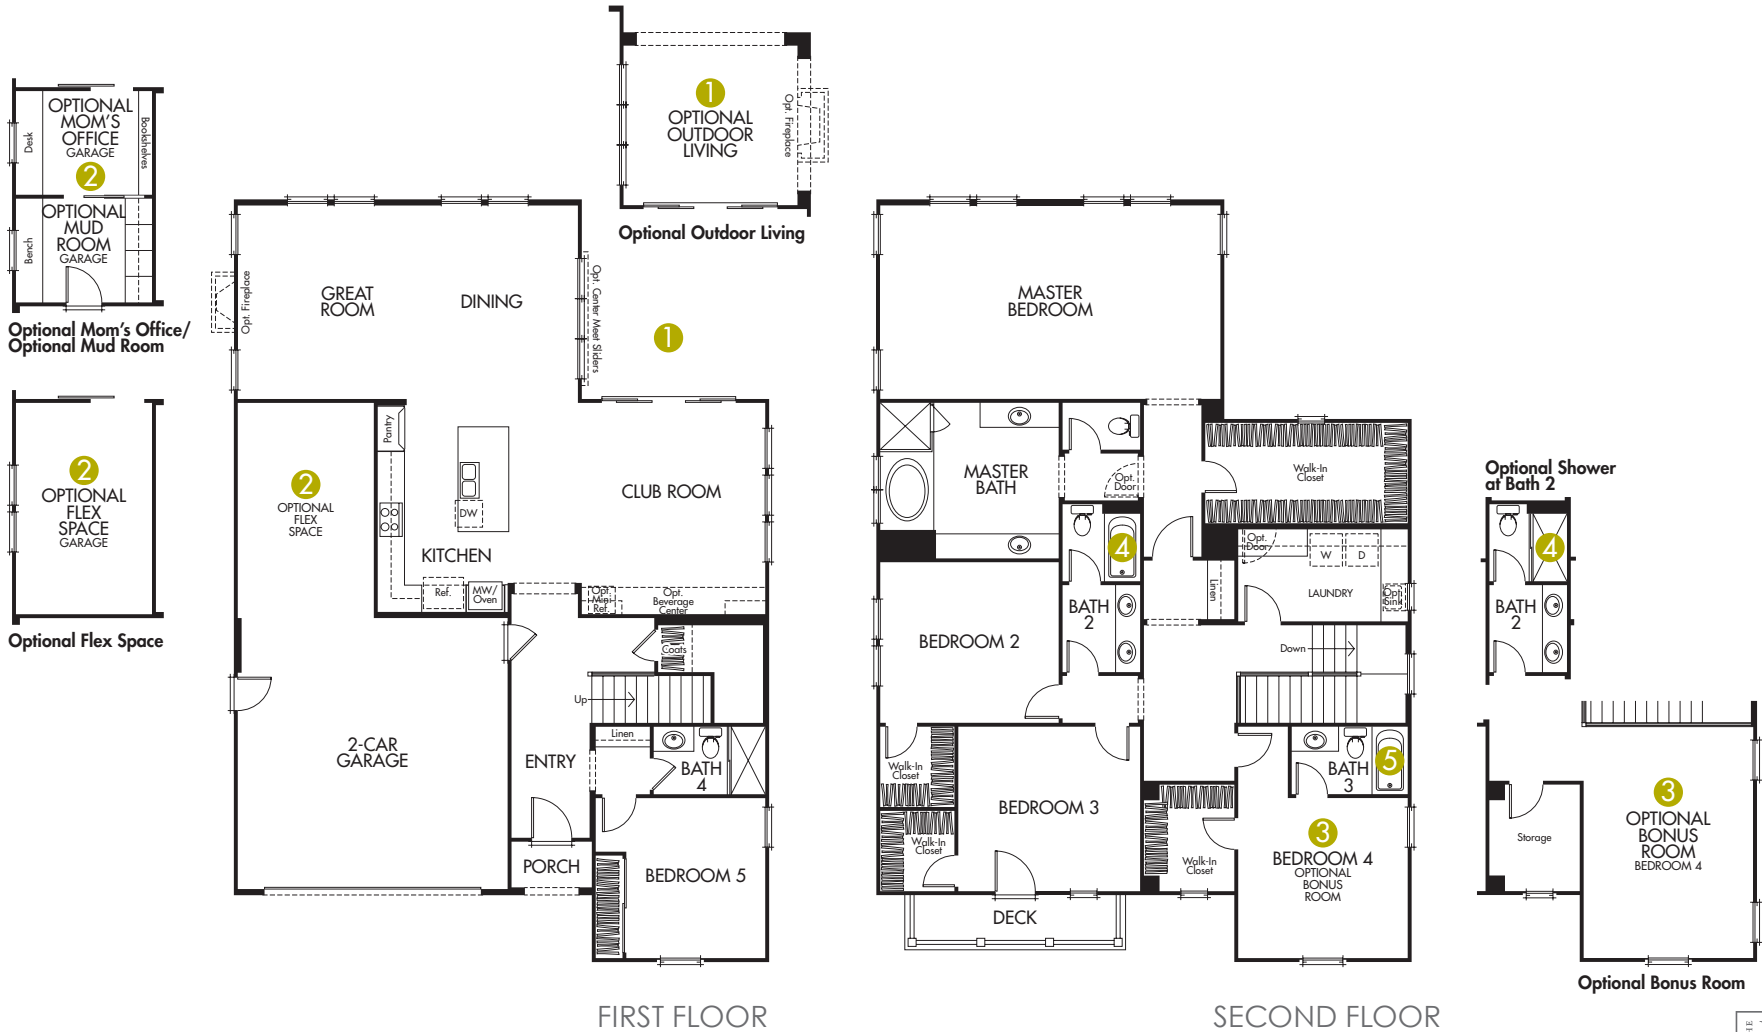 OPTIONAL
MOM'S
OFFICE
GARAGE
2
Desk
Bookshelves
OPTIONAL
MUD
ROOM
GARAGE
Bench
Optional Mom's Office/
Optional Mud Room
2
OPTIONAL
FLEX
SPACE
GARAGE
Optional Flex Space
1
OPTIONAL
OUTDOOR
LIVING
Opt. Fireplace
Optional Outdoor Living
GREAT
ROOM
DINING
Opt. Fireplace
Opt. Center Meet Sliders
1
Pantry
2
OPTIONAL
FLEX
SPACE
DW
CLUB ROOM
KITCHEN
Ref.
MW/
Oven
Opt.
Mini
Ref.
Opt.
Beverage
Center
Coats
Up
2-CAR
GARAGE
ENTRY
Linen
BATH
4
PORCH
BEDROOM 5
FIRST FLOOR
MASTER
BEDROOM
MASTER
BATH
Opt.
Door
Walk-In
Closet
4
Opt.
Door
W
D
Linen
LAUNDRY
Opt.
Sink
BATH
2
BEDROOM 2
Down
Walk-In
Closet
BEDROOM 3
Walk-In
Closet
BATH
3
5
3
BEDROOM 4
OPTIONAL
BONUS
ROOM
Walk-In
Closet
DECK
SECOND FLOOR
Optional Shower
at Bath 2
4
BATH
2
3
OPTIONAL
BONUS
ROOM
BEDROOM 4
Storage
Optional Bonus Room